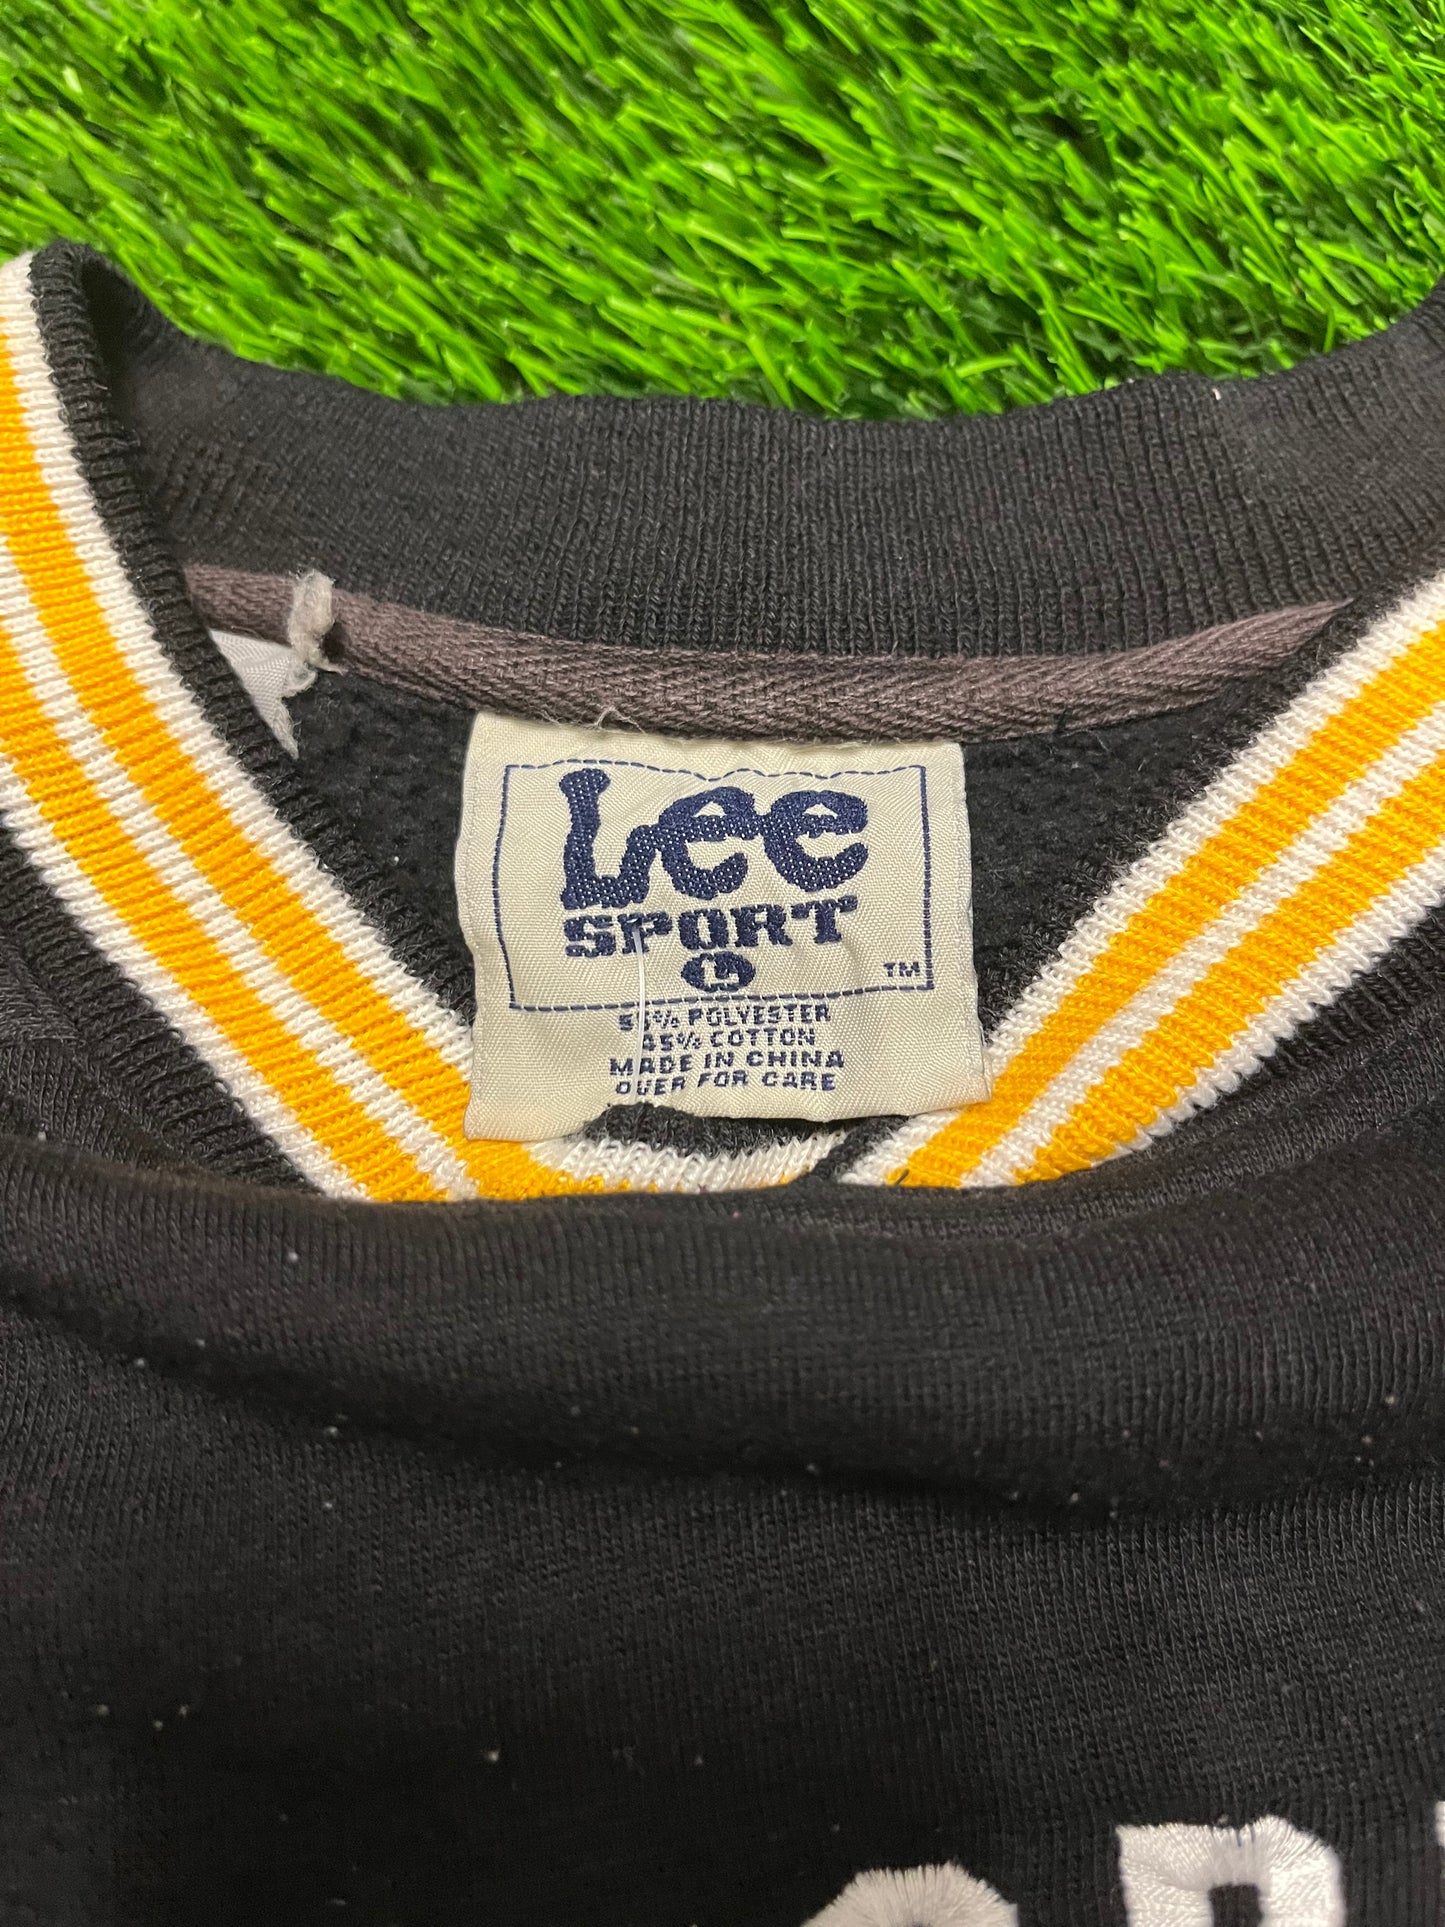 Lee
SPORT
L
TM
55% POLYESTER
45% COTTON
MADE IN CHINA
OVER FOR CARE